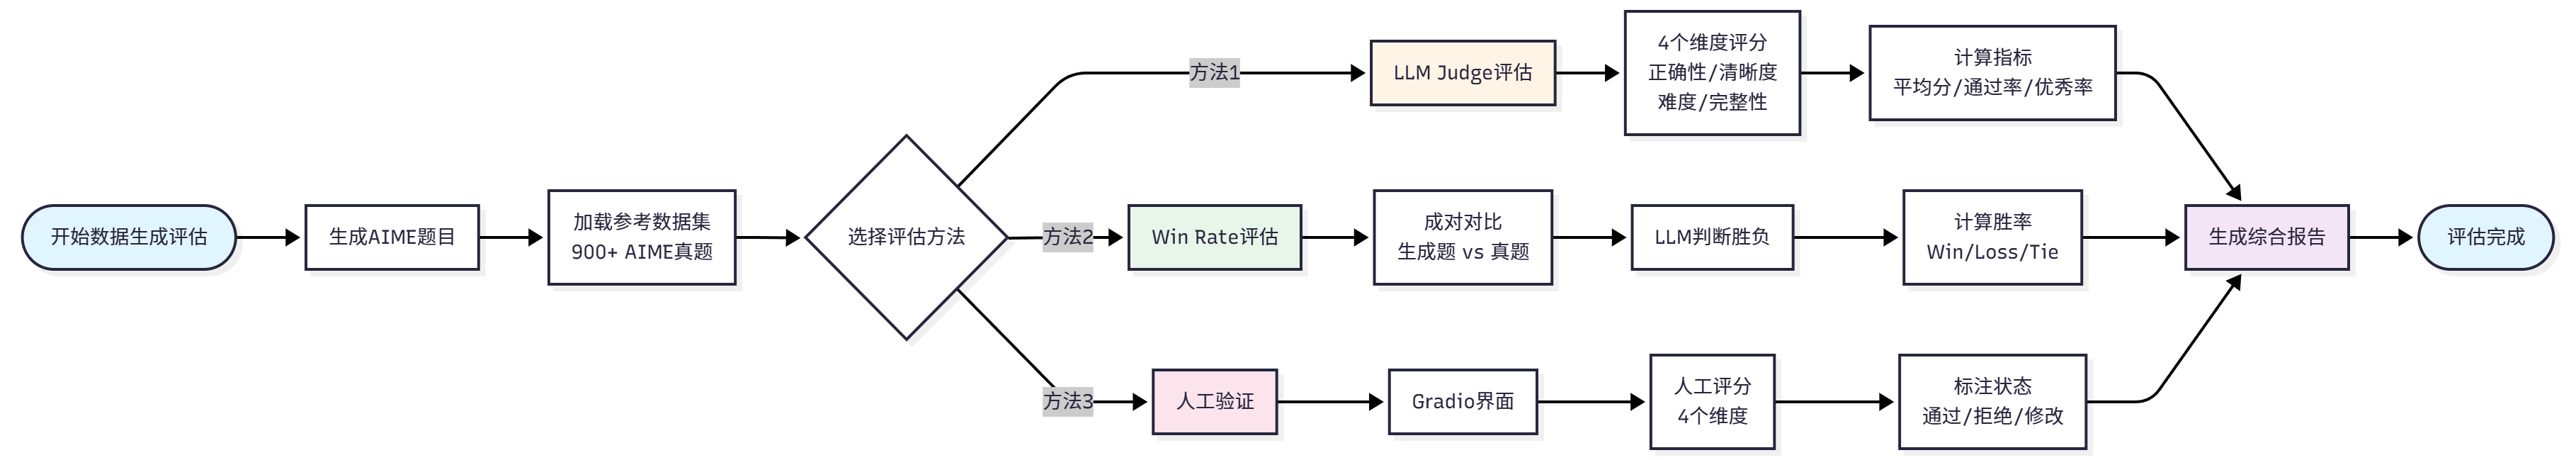 开始数据生成评估
生成AIME题目
加载参考数据集
900+ AIME真题
选择评估方法
方法1
LLM Judge评估
4个维度评分
正确性/清晰度
难度/完整性
计算指标
平均分/通过率/优秀率
方法2
Win Rate评估
成对对比
生成题 vs 真题
LLM判断胜负
计算胜率
Win/Loss/Tie
方法3
人工验证
Gradio界面
人工评分
4个维度
标注状态
通过/拒绝/修改
生成综合报告
评估完成